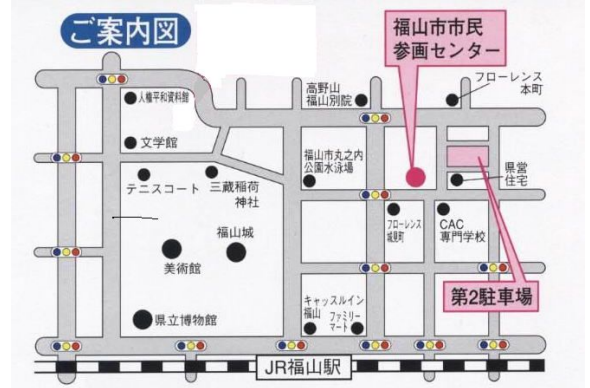 ご案内図
福山市市民
参画センター
フローレンス
本町
高野山
福山別院
人権平和資料館
文学館
福山市丸之内
公園水泳場
県営
住宅
テニスコート
三蔵稲荷
神社
フローレンス
城見町
CAC
専門学校
福山城
美術館
第2駐車場
キャッスルイン
福山
ファミリー
マート
県立博物館
JR福山駅